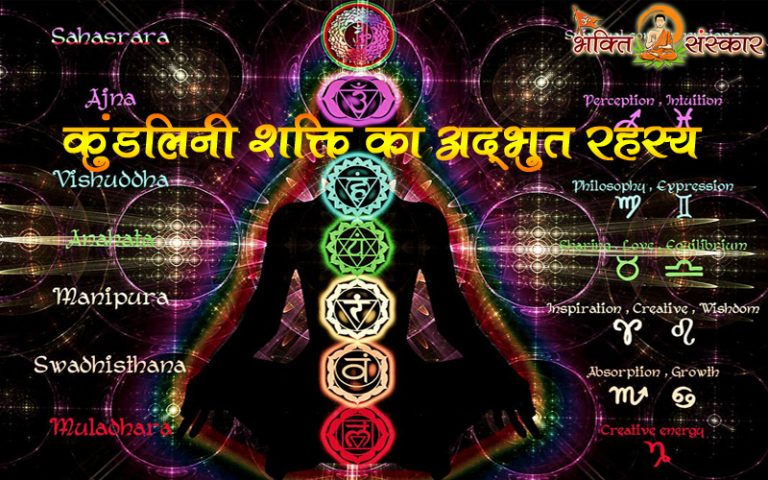 भक्ति संस्कार
Sahasrara
Ajna
ॐ
Perception , Intuition
कुंडलिनी शक्ति का अद्भुत रहस्य
Vishuddha
हं
Philosophy , Expression
Anahata
यं
Sharing, Love, Equilibrium
Manipura
रं
Inspiration , Creative , Wishdom
Swadhisthana
वं
Absorption , Growth
Muladhara
लं
Creative energy